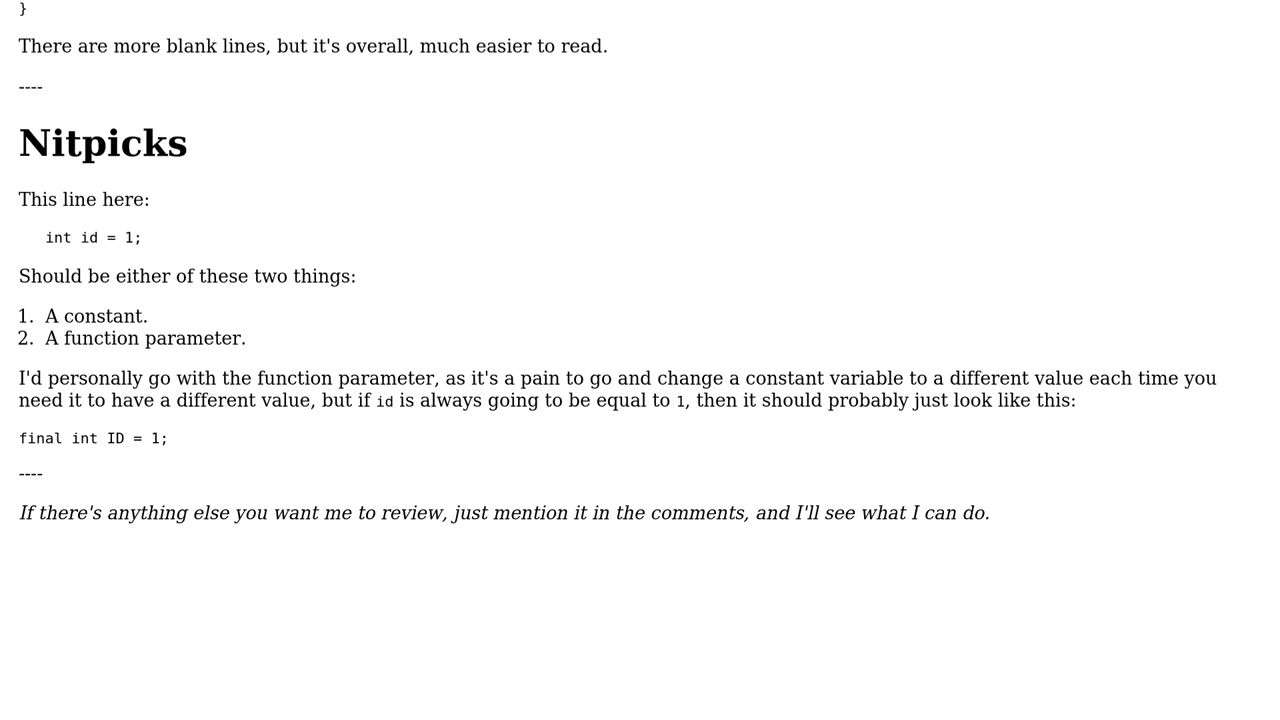 }
There are more blank lines, but it's overall, much easier to read.
----
Nitpicks
This line here:
int id = 1;
Should be either of these two things:
1. A constant.
2. A function parameter.
I'd personally go with the function parameter, as it's a pain to go and change a constant variable to a different value each time you
need it to have a different value, but if id is always going to be equal to 1, then it should probably just look like this:
final int ID = 1;
----
If there's anything else you want me to review, just mention it in the comments, and I'll see what I can do.